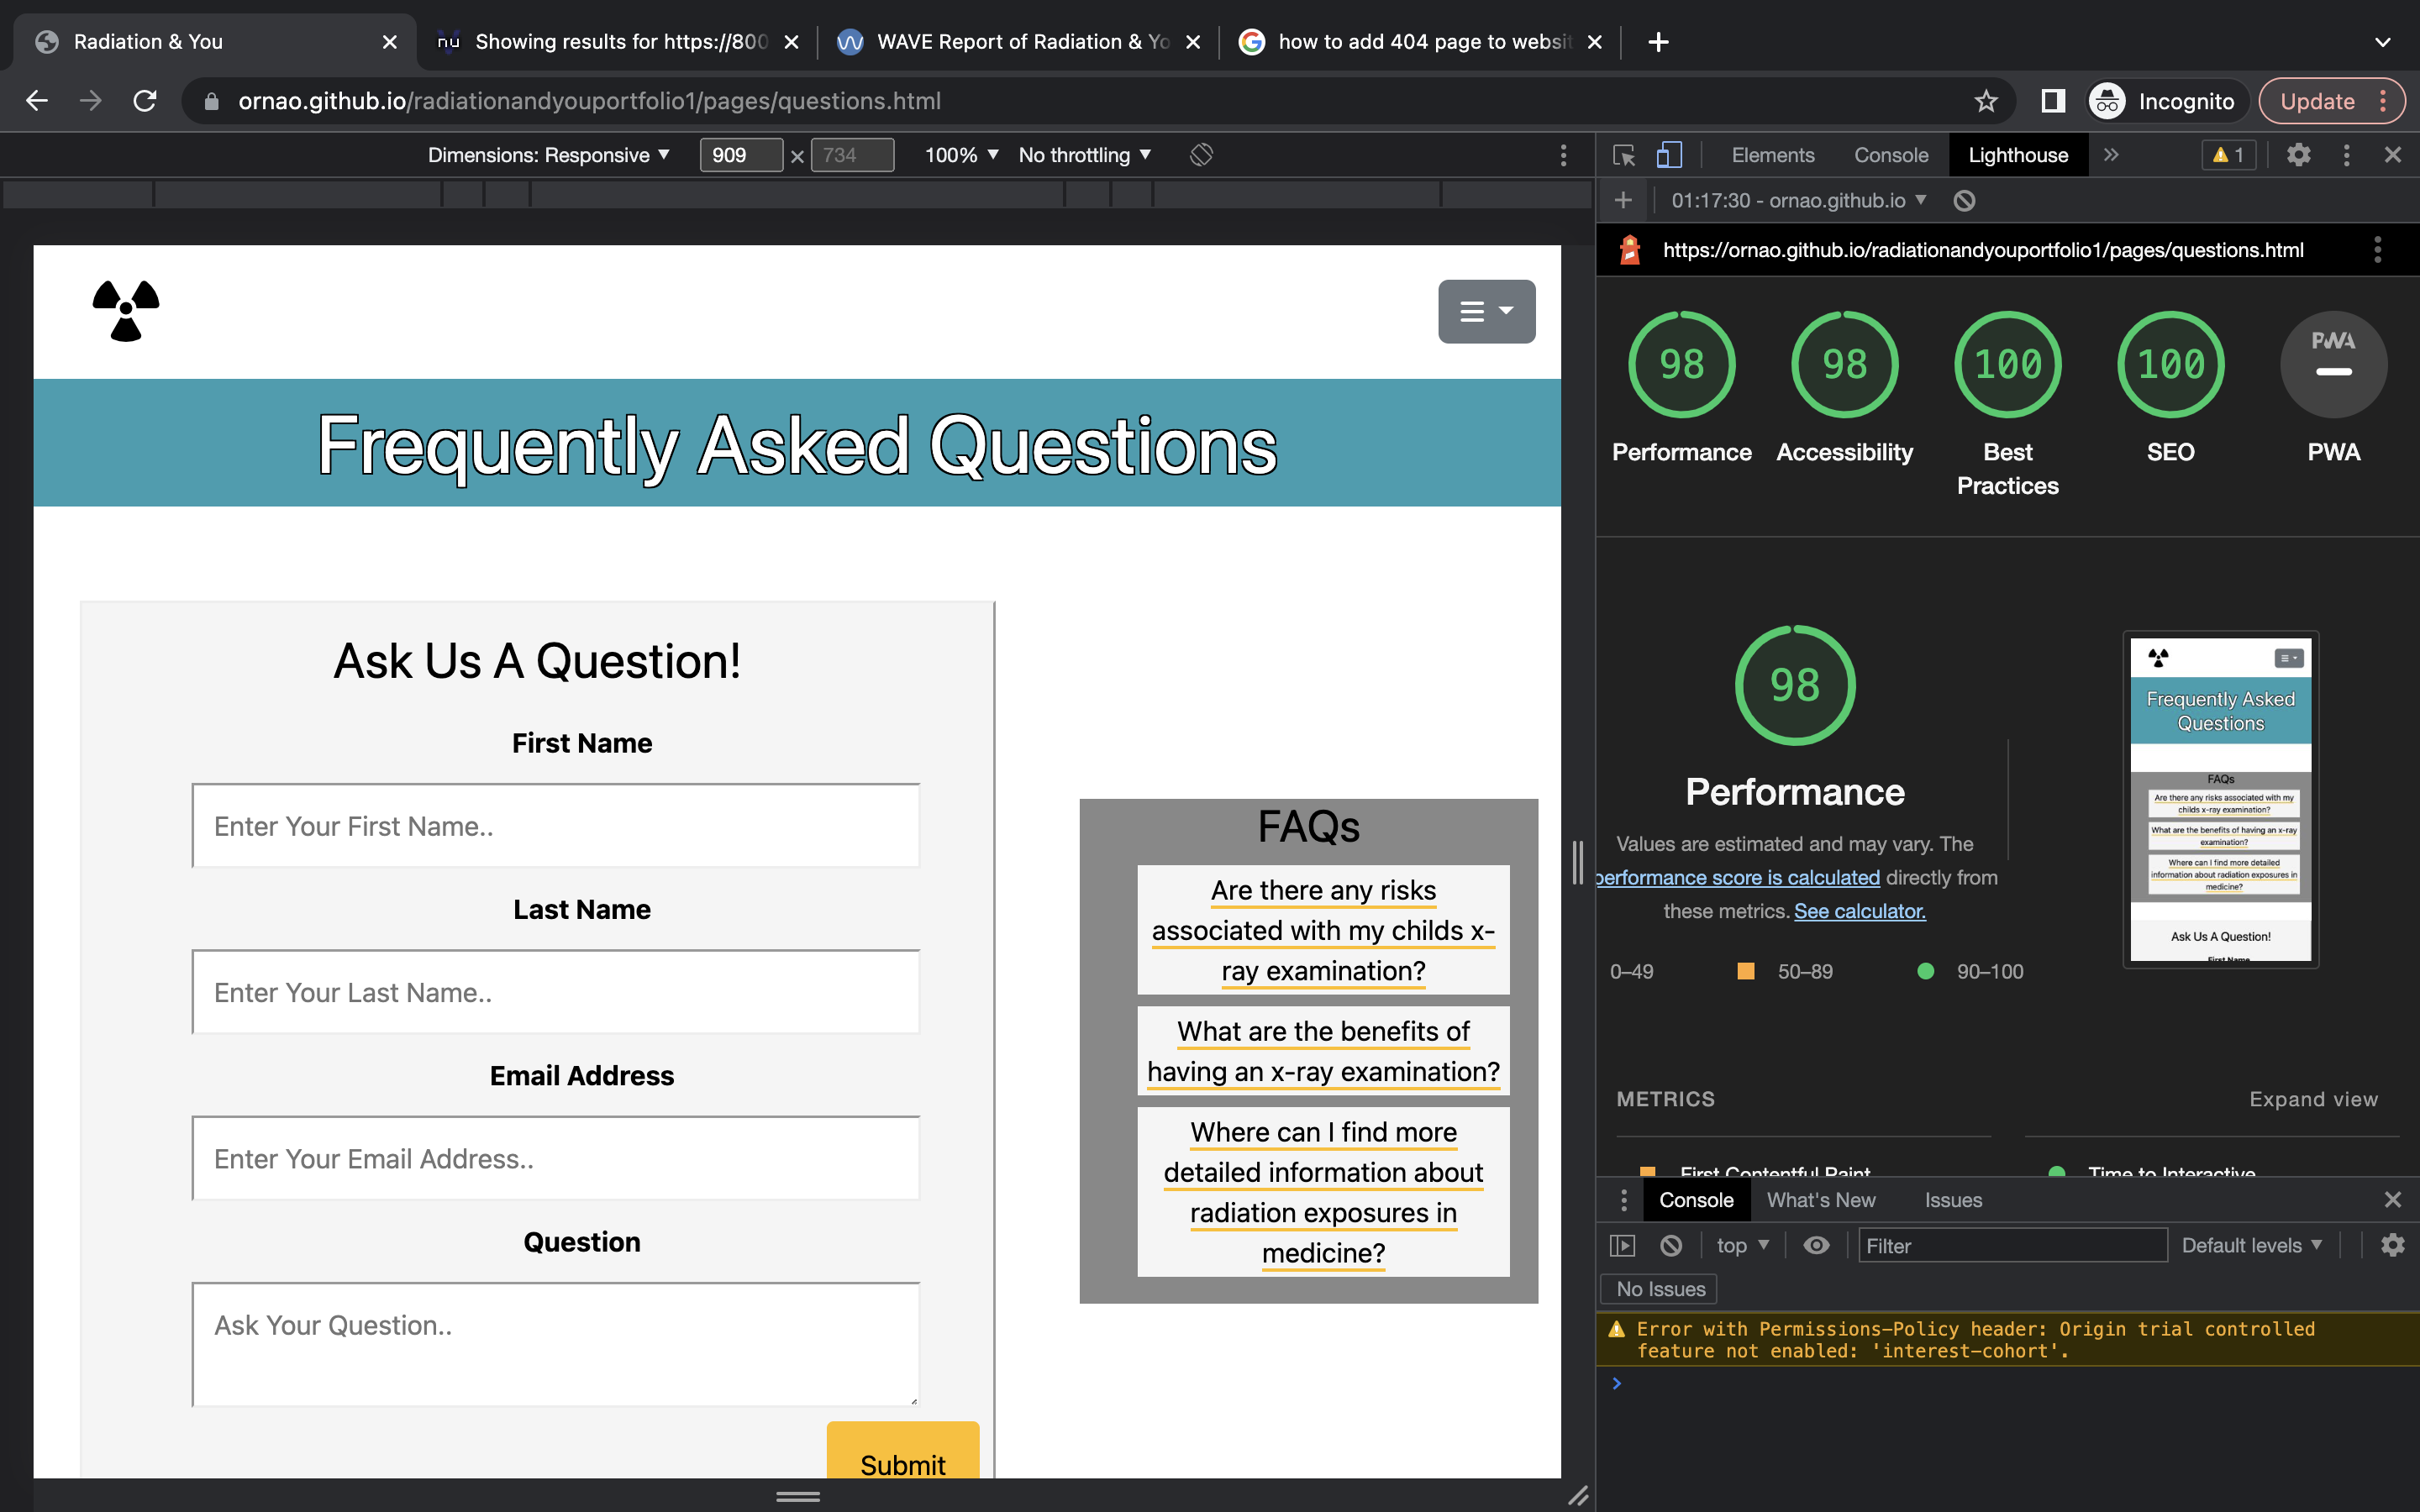 Radiation & You
nu
Showing results for https://800
WAVE Report of Radiation & Yo
how to add 404 page to websit
ornao.github.io/radiationandyouportfolio1/pages/questions.html
Incognito
Update
Dimensions: Responsive
909
734
100%
No throttling
Elements
Console
Lighthouse
1
01:17:30 - ornao.github.io
https://ornao.github.io/radiationandyouportfolio1/pages/questions.html
98
98
100
100
PWA
Performance
Accessibility
Best
Practices
SEO
PWA
Frequently Asked Questions
Ask Us A Question!
First Name
Enter Your First Name..
Last Name
Enter Your Last Name..
Email Address
Enter Your Email Address..
Question
Ask Your Question..
Submit
FAQs
Are there any risks
associated with my childs x-
ray examination?
What are the benefits of
having an x-ray examination?
Where can I find more
detailed information about
radiation exposures in
medicine?
98
Performance
Values are estimated and may vary. The
performance score is calculated directly from
these metrics. See calculator.
0–49
50–89
90–100
Frequently Asked
Questions
FAQs
Are there any risks associated with my
childs x-ray examination?
What are the benefits of having an x-ray
examination?
Where can I find more detailed
information about radiation exposures in
medicine?
Ask Us A Question!
First Name
METRICS
Expand view
First Contentful Paint
Time to Interactive
Console
What's New
Issues
top
Filter
Default levels
No Issues
Error with Permissions-Policy header: Origin trial controlled
feature not enabled: 'interest-cohort'.